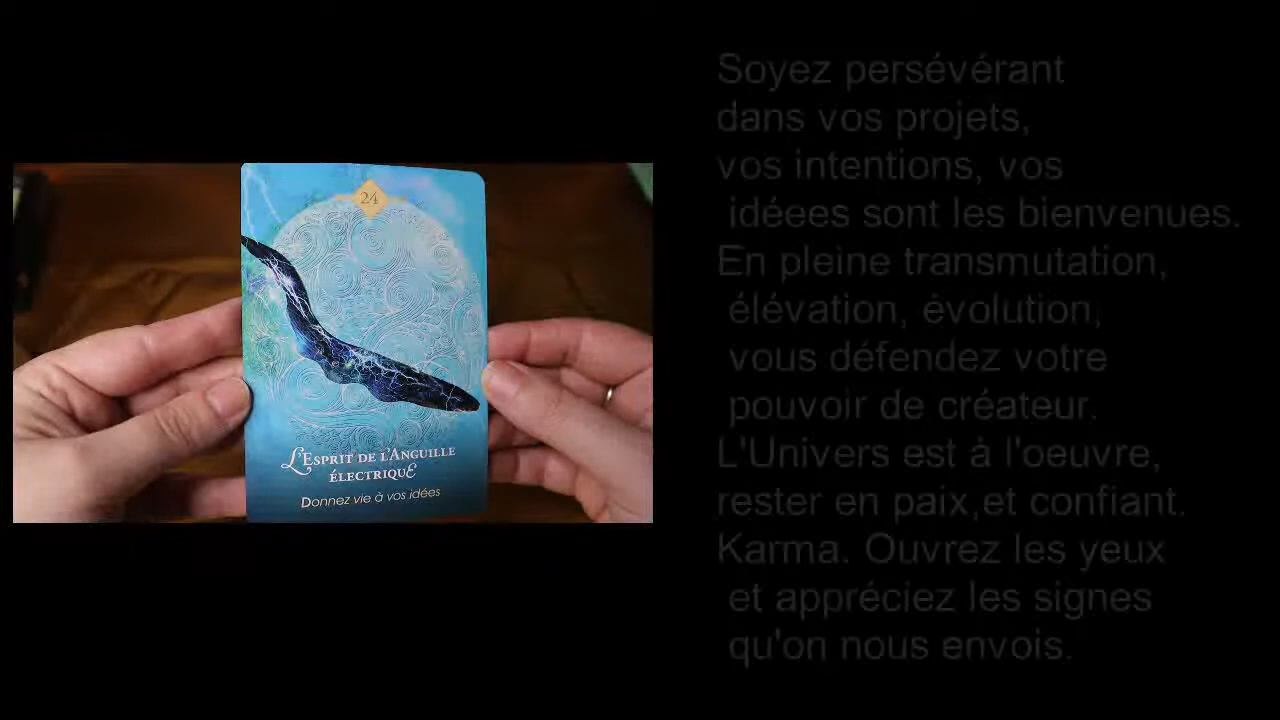 24
L'Esprit de l'Anguille
électriquE
Donnez vie à vos idées
Soyez persévérant
dans vos projets,
vos intentions, vos
idéees sont les bienvenues.
En pleine transmutation,
élévation, évolution,
vous défendez votre
pouvoir de créateur.
L'Univers est à l'oeuvre,
rester en paix,et confiant.
Karma. Ouvrez les yeux
et appréciez les signes
qu'on nous envois.